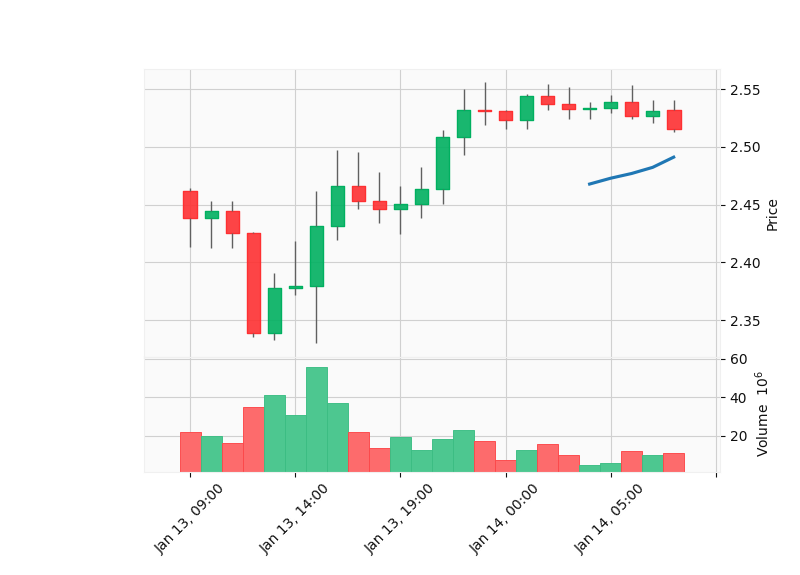 2.55
2.50
2.45
2.40
2.35
Price
60
40
20
Volume 10⁶
Jan 13, 09:00
Jan 13, 14:00
Jan 13, 19:00
Jan 14, 00:00
Jan 14, 05:00